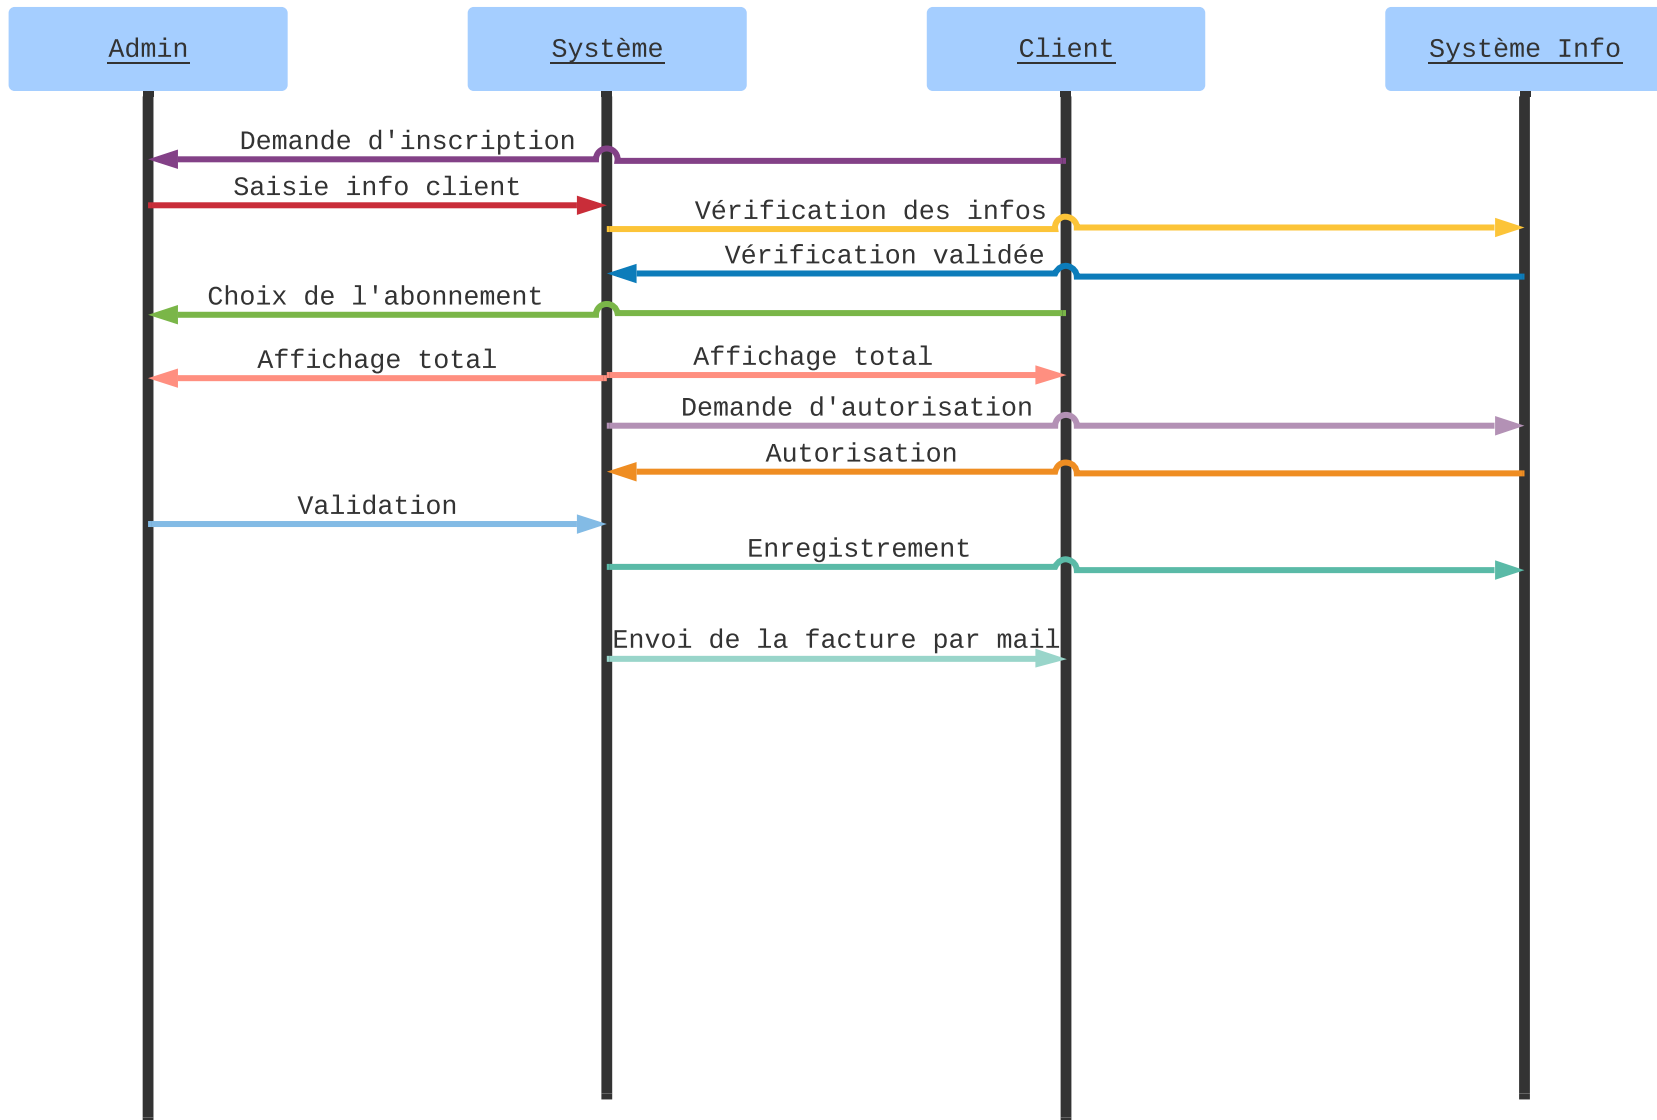 Admin
Système
Client
Système Info
Demande d'inscription
Saisie info client
Vérification des infos
Vérification validée
Choix de l'abonnement
Affichage total
Affichage total
Demande d'autorisation
Autorisation
Validation
Enregistrement
Envoi de la facture par mail